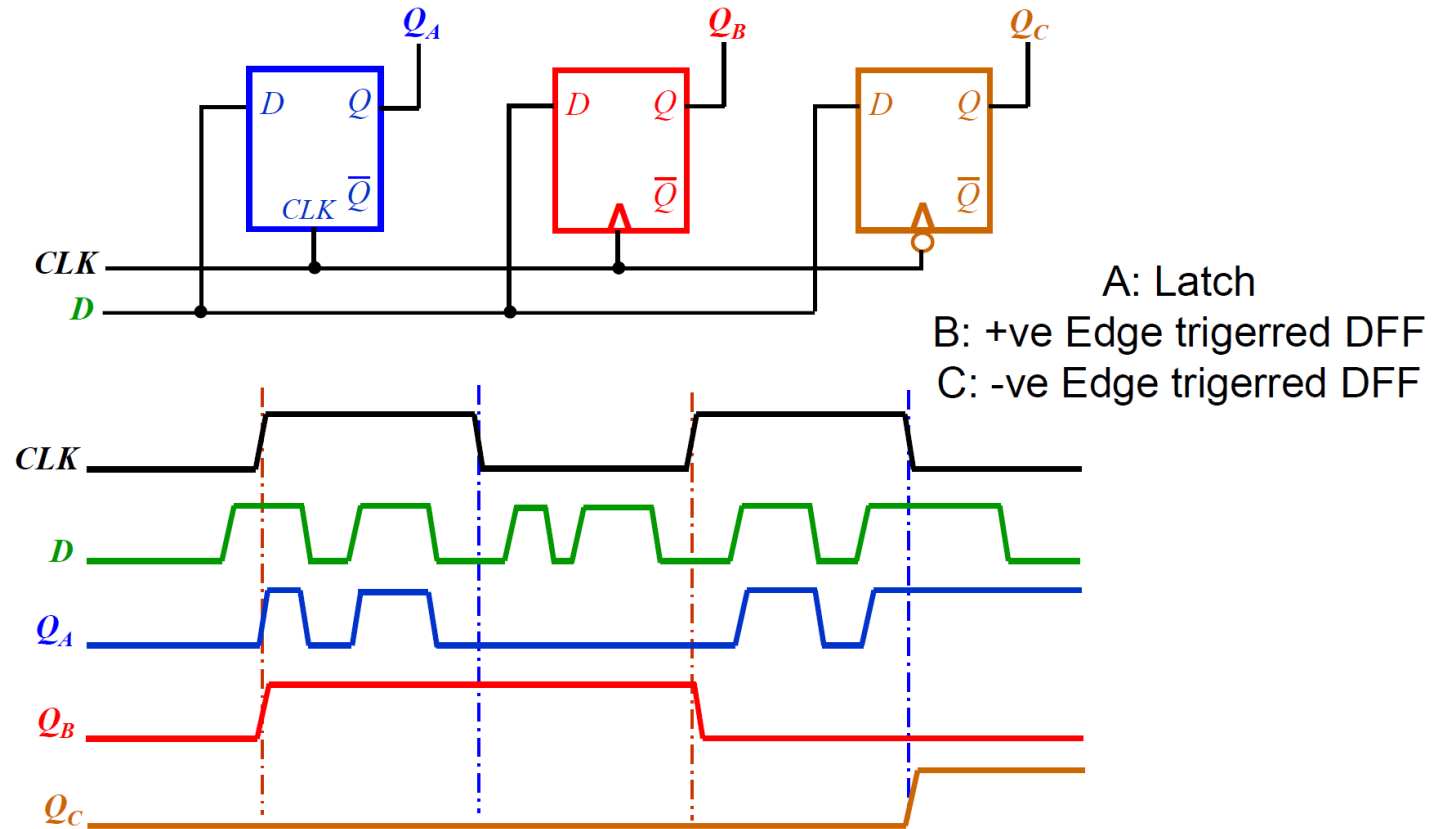 Q_A Q_B Q_C
D Q D Q D Q
Q̅ Q̅ Q̅
CLK
CLK
D
A: Latch
B: +ve Edge trigerred DFF
C: -ve Edge trigerred DFF
CLK
D
Q_A
Q_B
Q_C